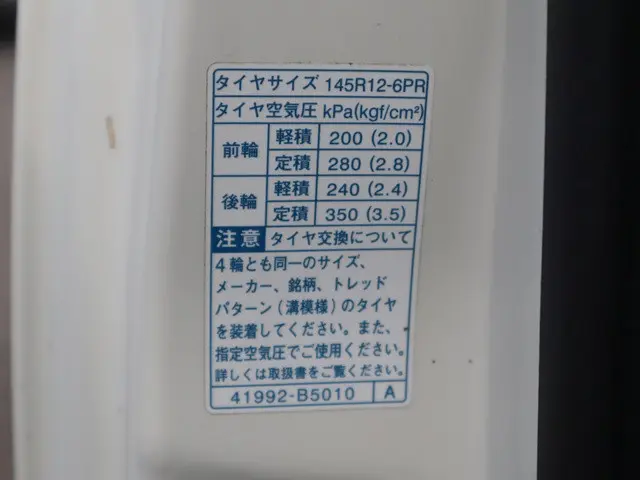 タイヤサイズ 145R12-6PR
タイヤ空気圧 kPa(kgf/cm²)
前輪 軽積 200 (2.0)
定積 280 (2.8)
後輪 軽積 240 (2.4)
定積 350 (3.5)
注意 タイヤ交換について
4輪とも同一のサイズ、
メーカー、銘柄、トレッド
パターン(溝模様)のタイヤ
を装着してください。また、
指定空気圧でご使用ください。
詳しくは取扱書をご覧ください。
41992-B5010 A